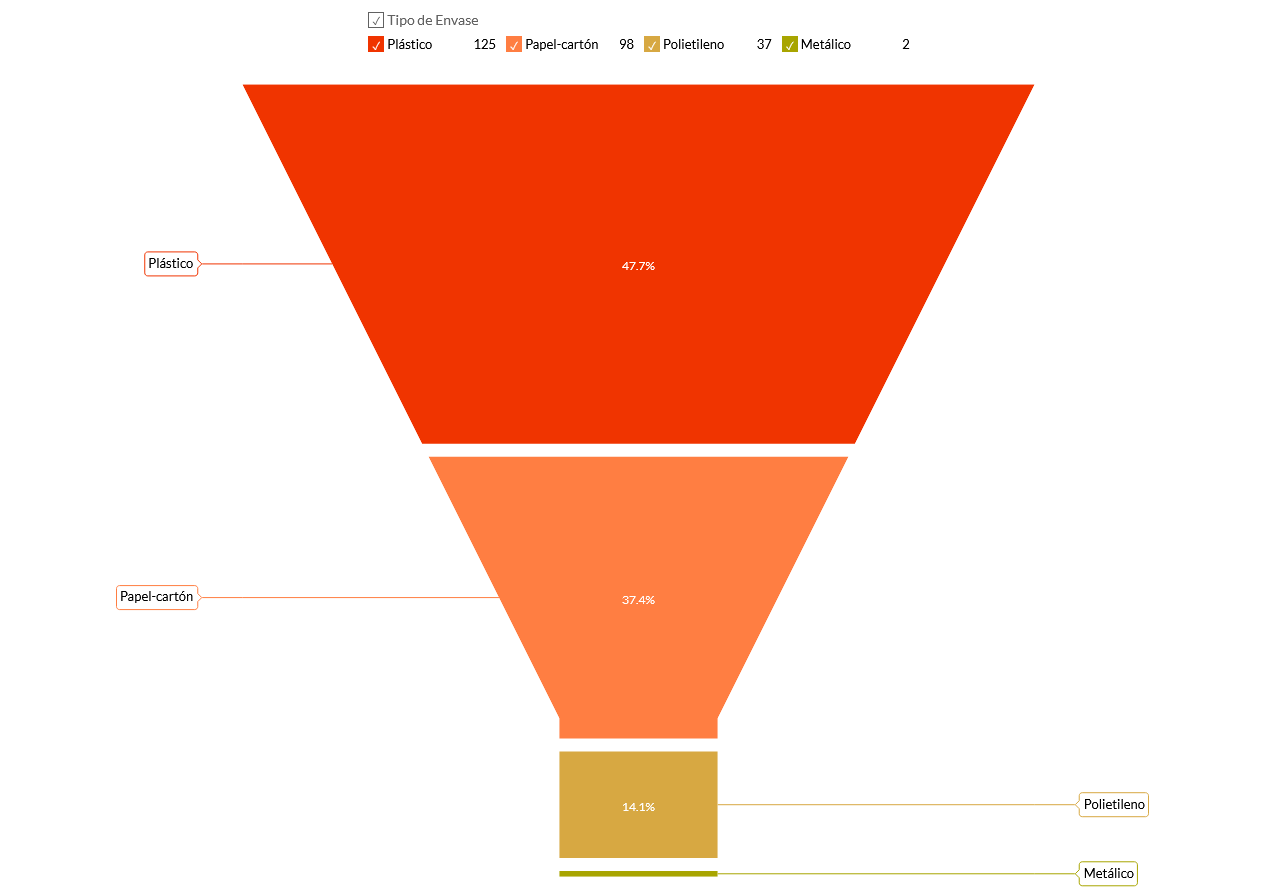 Tipo de Envase
Plástico 125 Papel-cartón 98 Polietileno 37 Metálico 2
Plástico
47.7%
Papel-cartón
37.4%
14.1%
Polietileno
Metálico